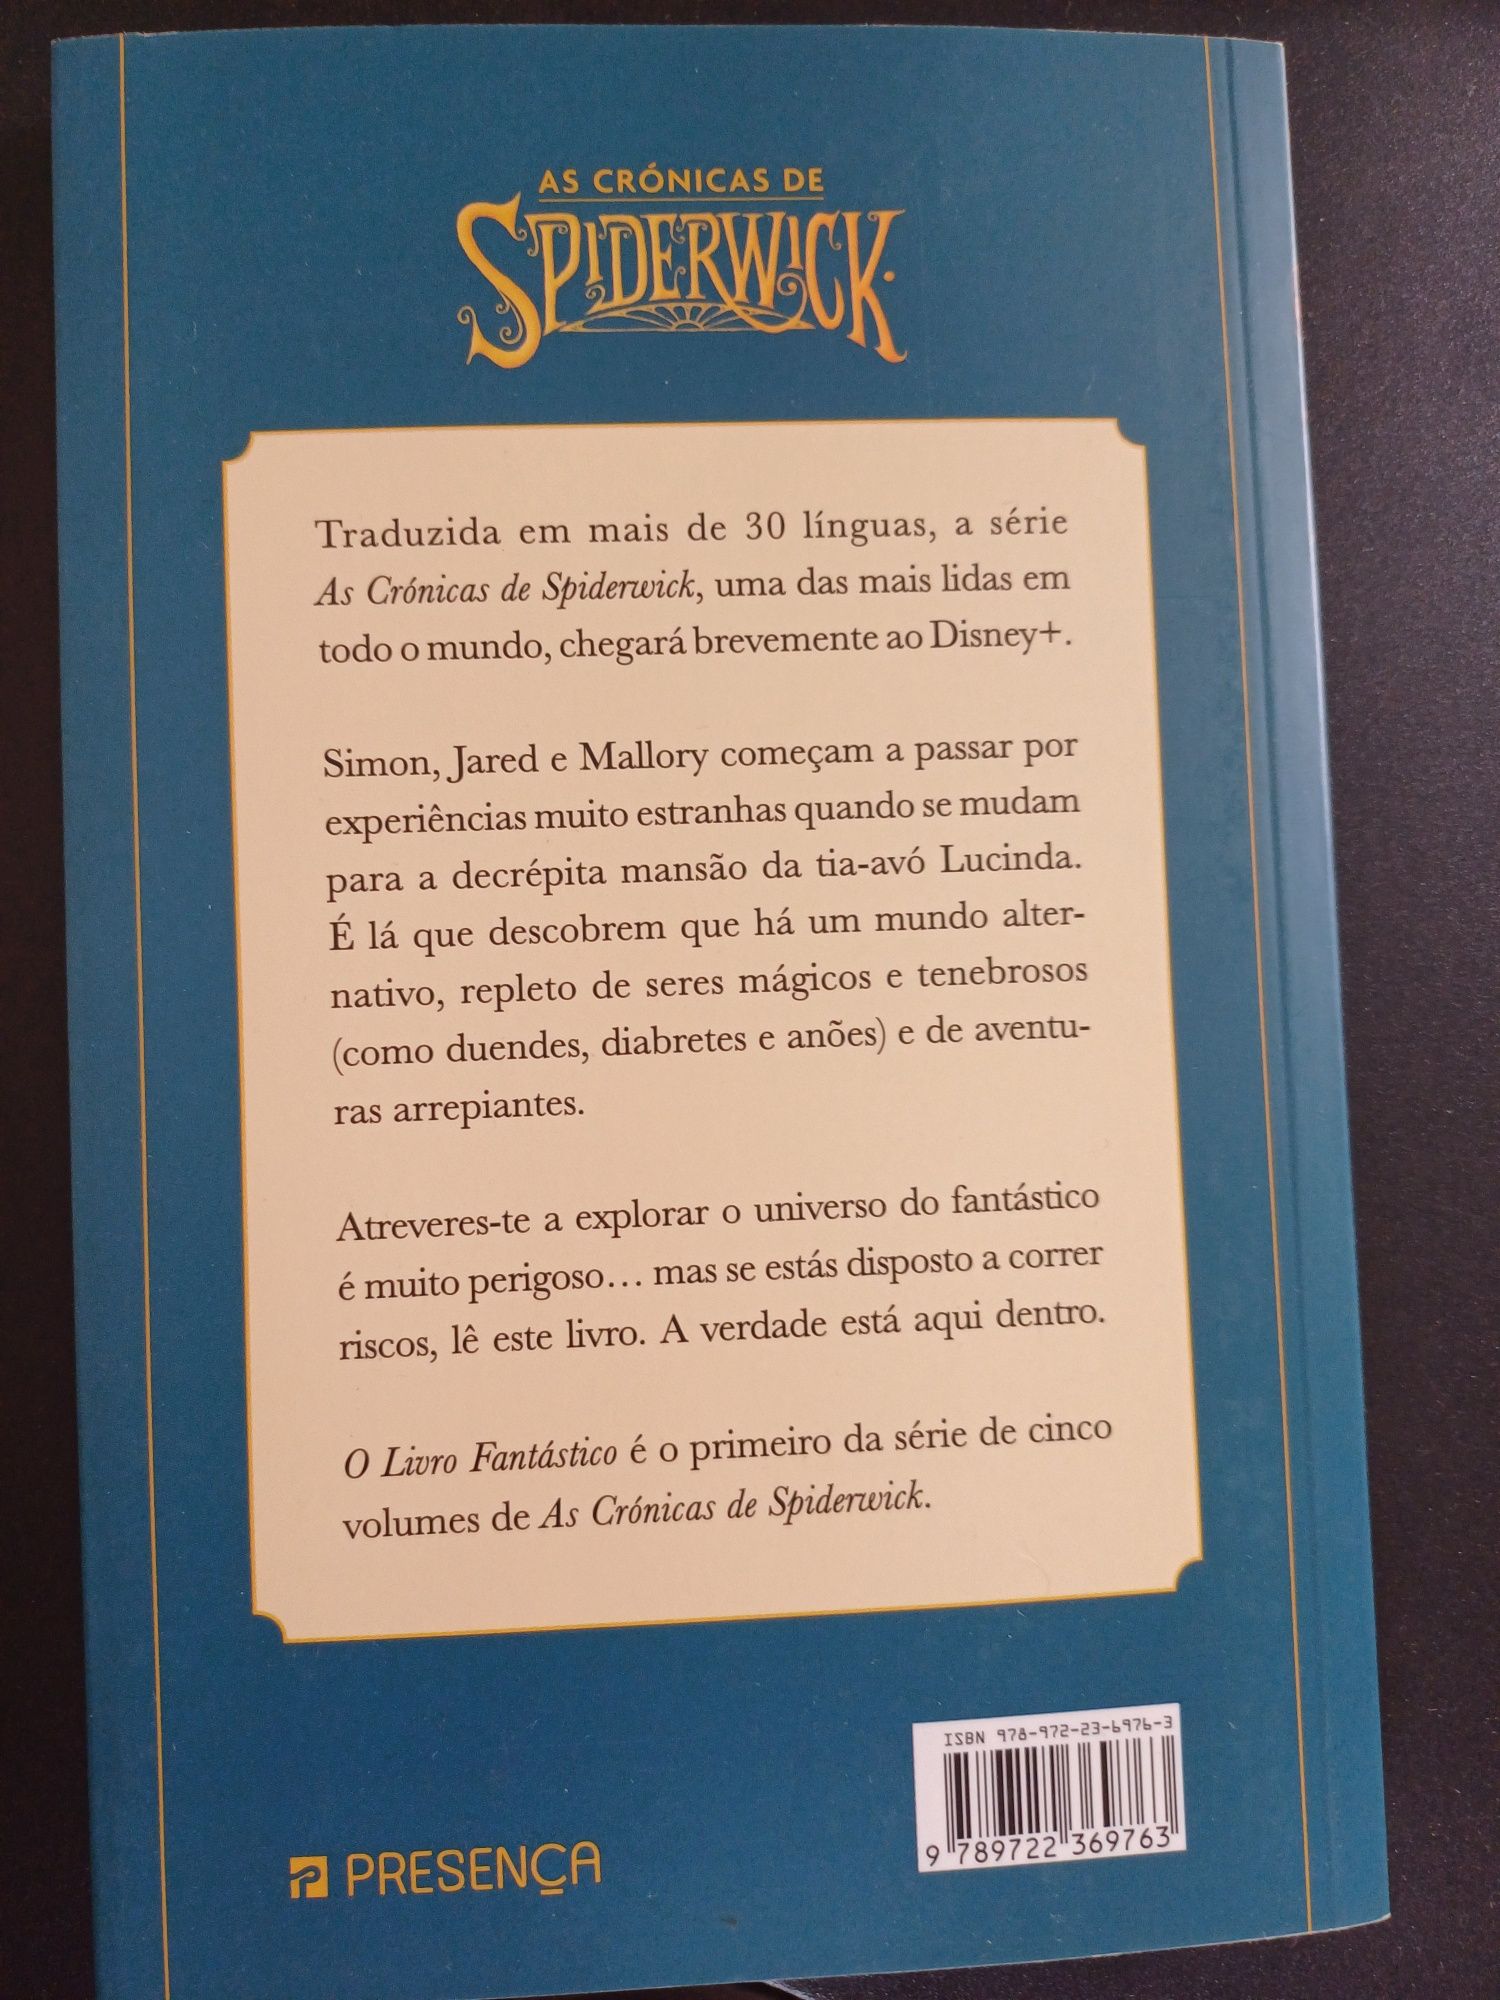 AS CRÓNICAS DE
SPIDERWICK
Traduzida em mais de 30 línguas, a série
As Crónicas de Spiderwick, uma das mais lidas em
todo o mundo, chegará brevemente ao Disney+.
Simon, Jared e Mallory começam a passar por
experiências muito estranhas quando se mudam
para a decrépita mansão da tia-avó Lucinda.
É lá que descobrem que há um mundo alter-
nativo, repleto de seres mágicos e tenebrosos
(como duendes, diabretes e anões) e de aventu-
ras arrepiantes.
Atreveres-te a explorar o universo do fantástico
é muito perigoso… mas se estás disposto a correr
riscos, lê este livro. A verdade está aqui dentro.
O Livro Fantástico é o primeiro da série de cinco
volumes de As Crónicas de Spiderwick.
ISBN 978-972-23-6976-3
9 789722 369763
PRESENÇA